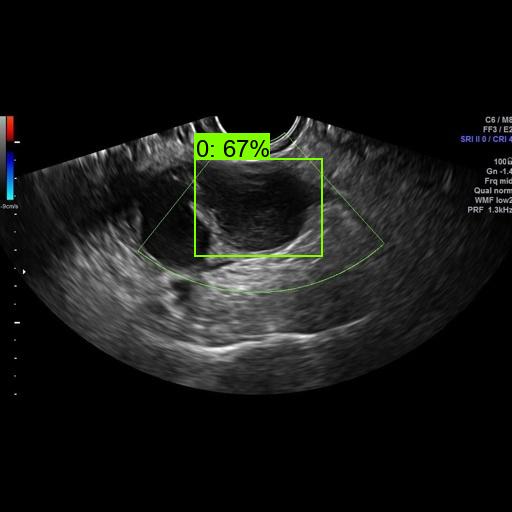 0: 67%
C6 / M8
FF3 / E2
SRI II 0 / CRI 4
Gn -1.4
Frq mid
Qual norm
WMF low2
PRF 1.3kHz
-9cm/s